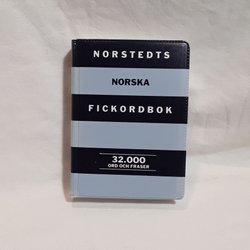 NORSTEDTS
NORSKA
FICKORDBOK
32.000
ORD OCH FRASER